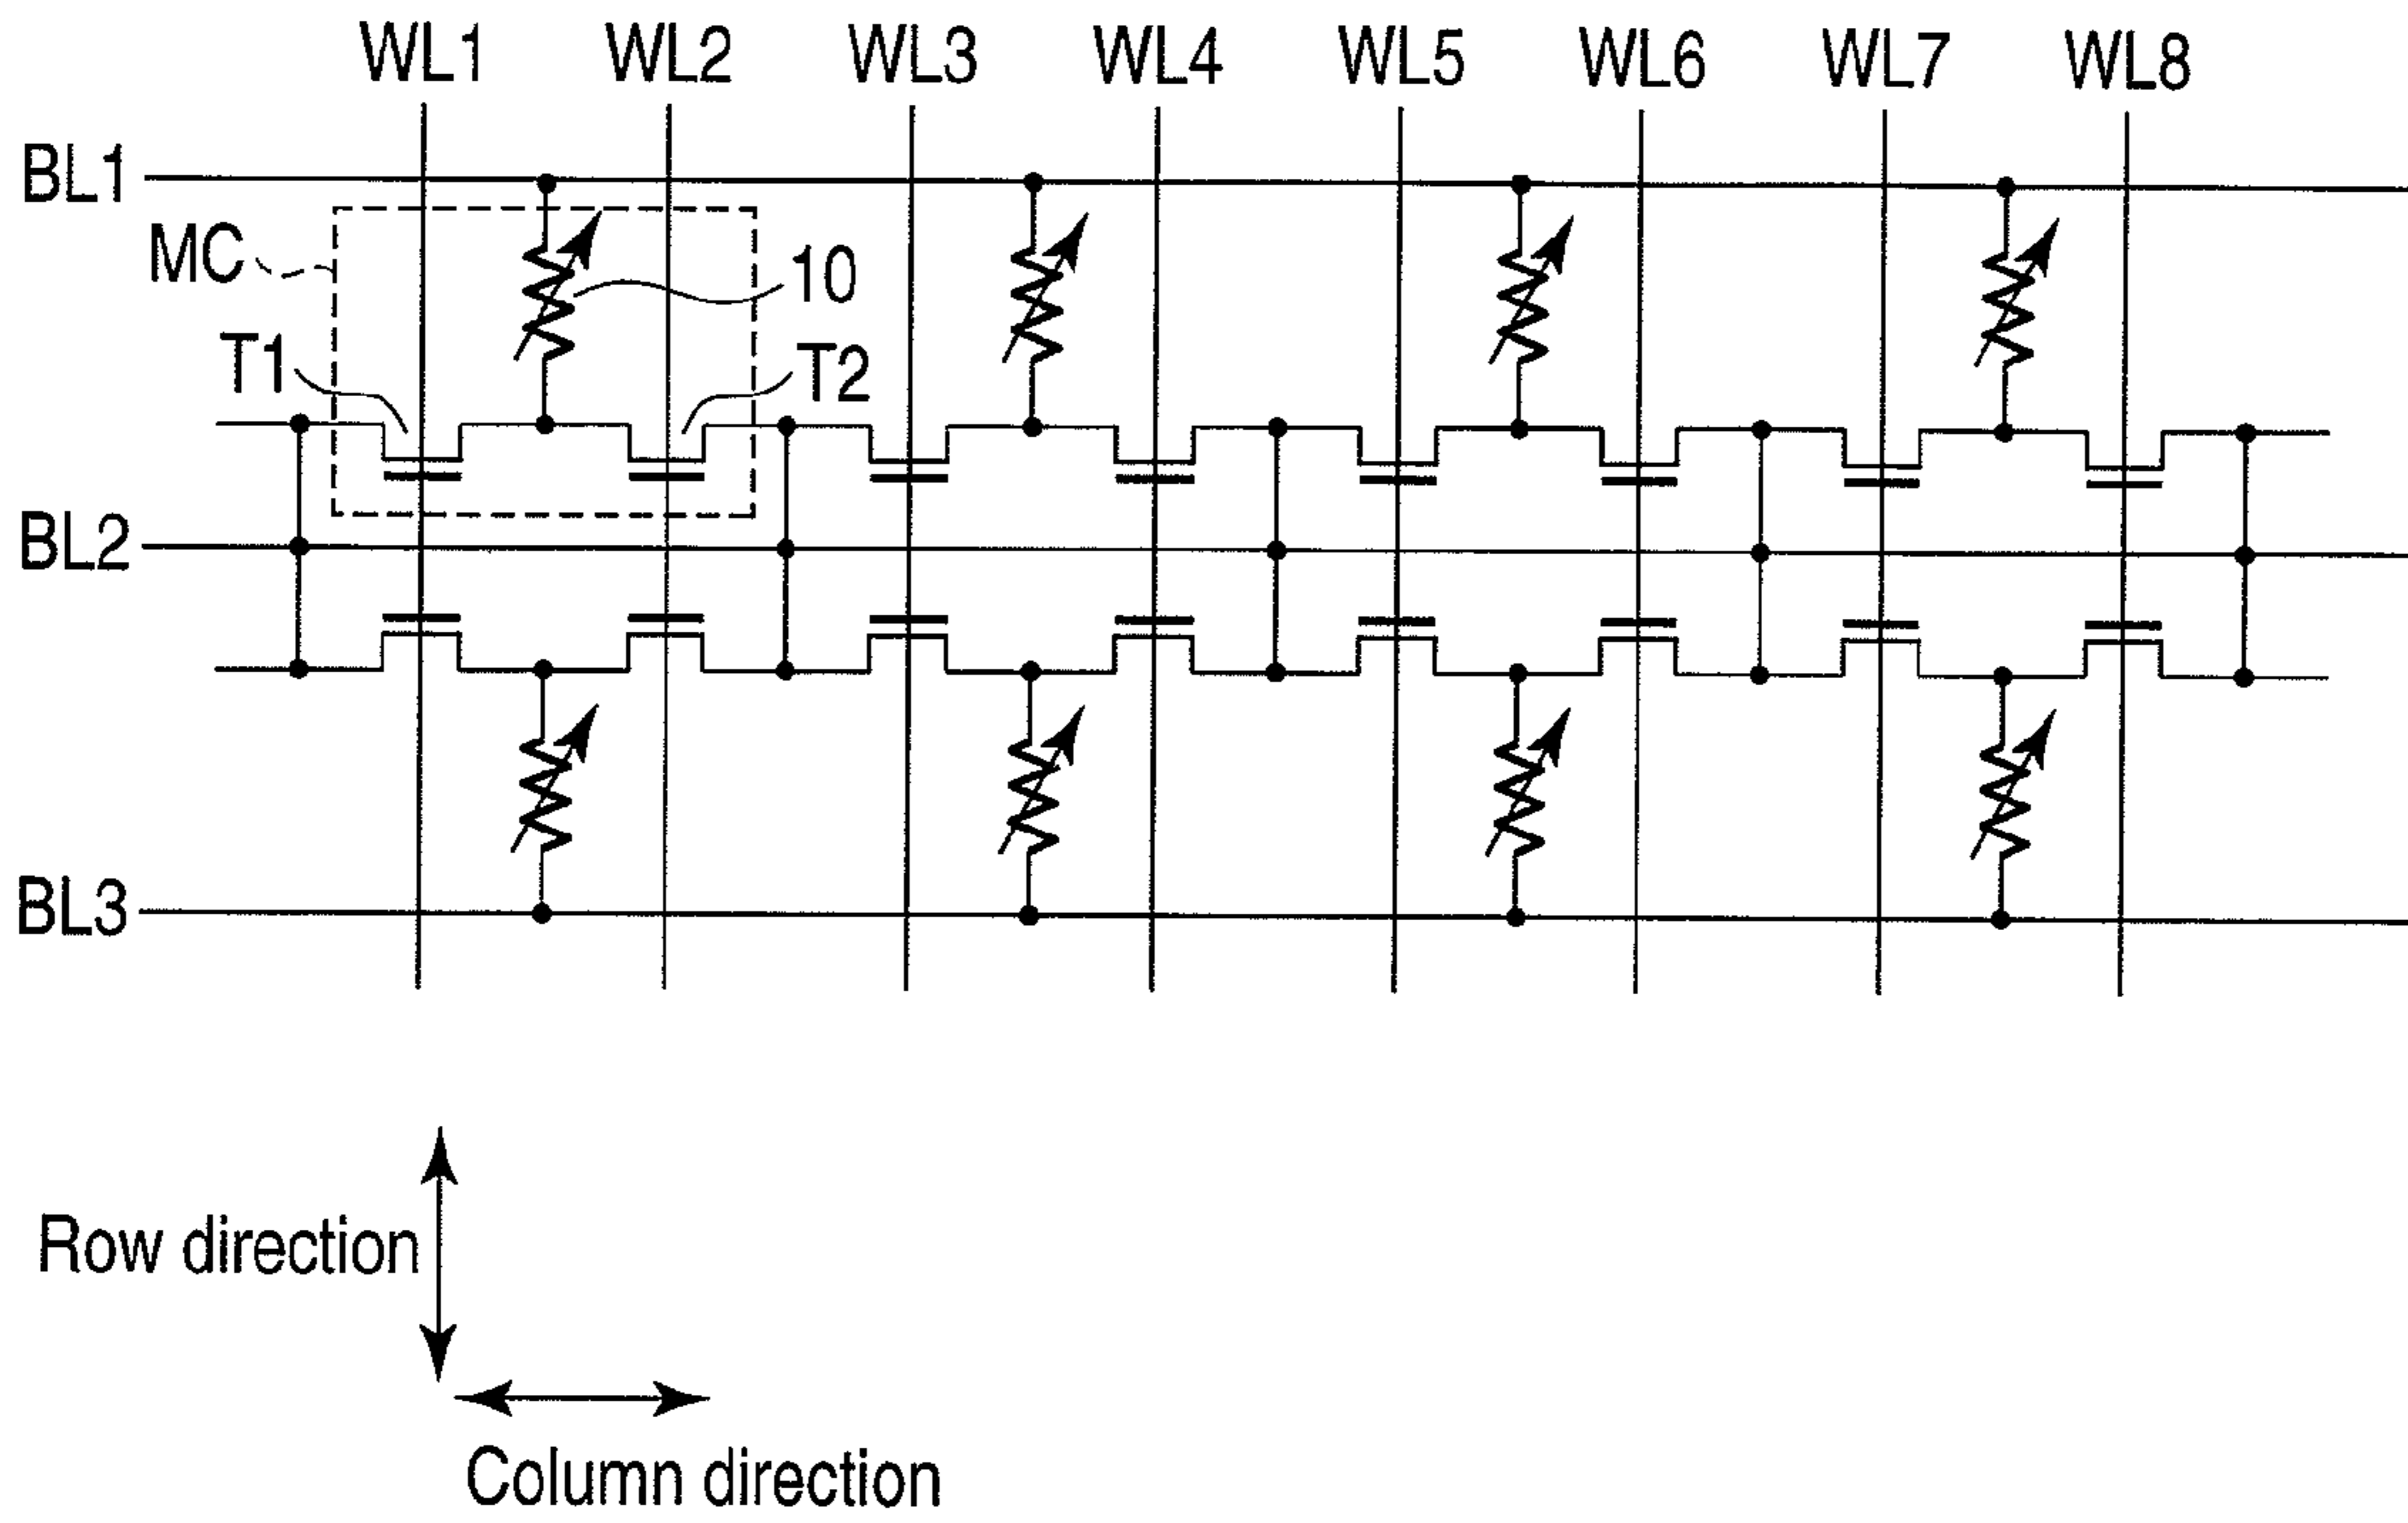 WL1 WL2 WL3 WL4 WL5 WL6 WL7 WL8
BL1
MC
10
T1
T2
BL2
BL3
Row direction
Column direction